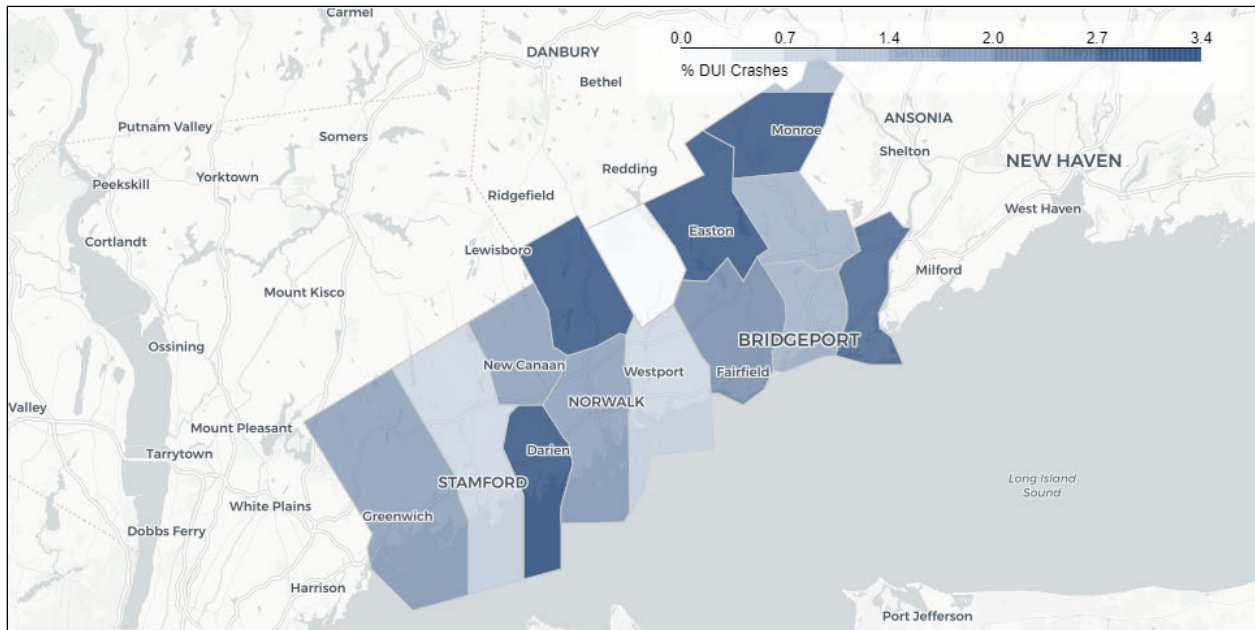 Carmel
0.0 0.7 1.4 2.0 2.7 3.4
DANBURY
% DUI Crashes
Bethel
Putnam Valley
Somers
Monroe
ANSONIA
Shelton
NEW HAVEN
Peekskill
Yorktown
Redding
Ridgefield
West Haven
Cortlandt
Lewisboro
Easton
Milford
Mount Kisco
Ossining
BRIDGEPORT
New Canaan
Westport
Fairfield
Valley
NORWALK
Mount Pleasant
Tarrytown
Darien
STAMFORD
Long Island
Sound
White Plains
Greenwich
Dobbs Ferry
Harrison
Port Jefferson